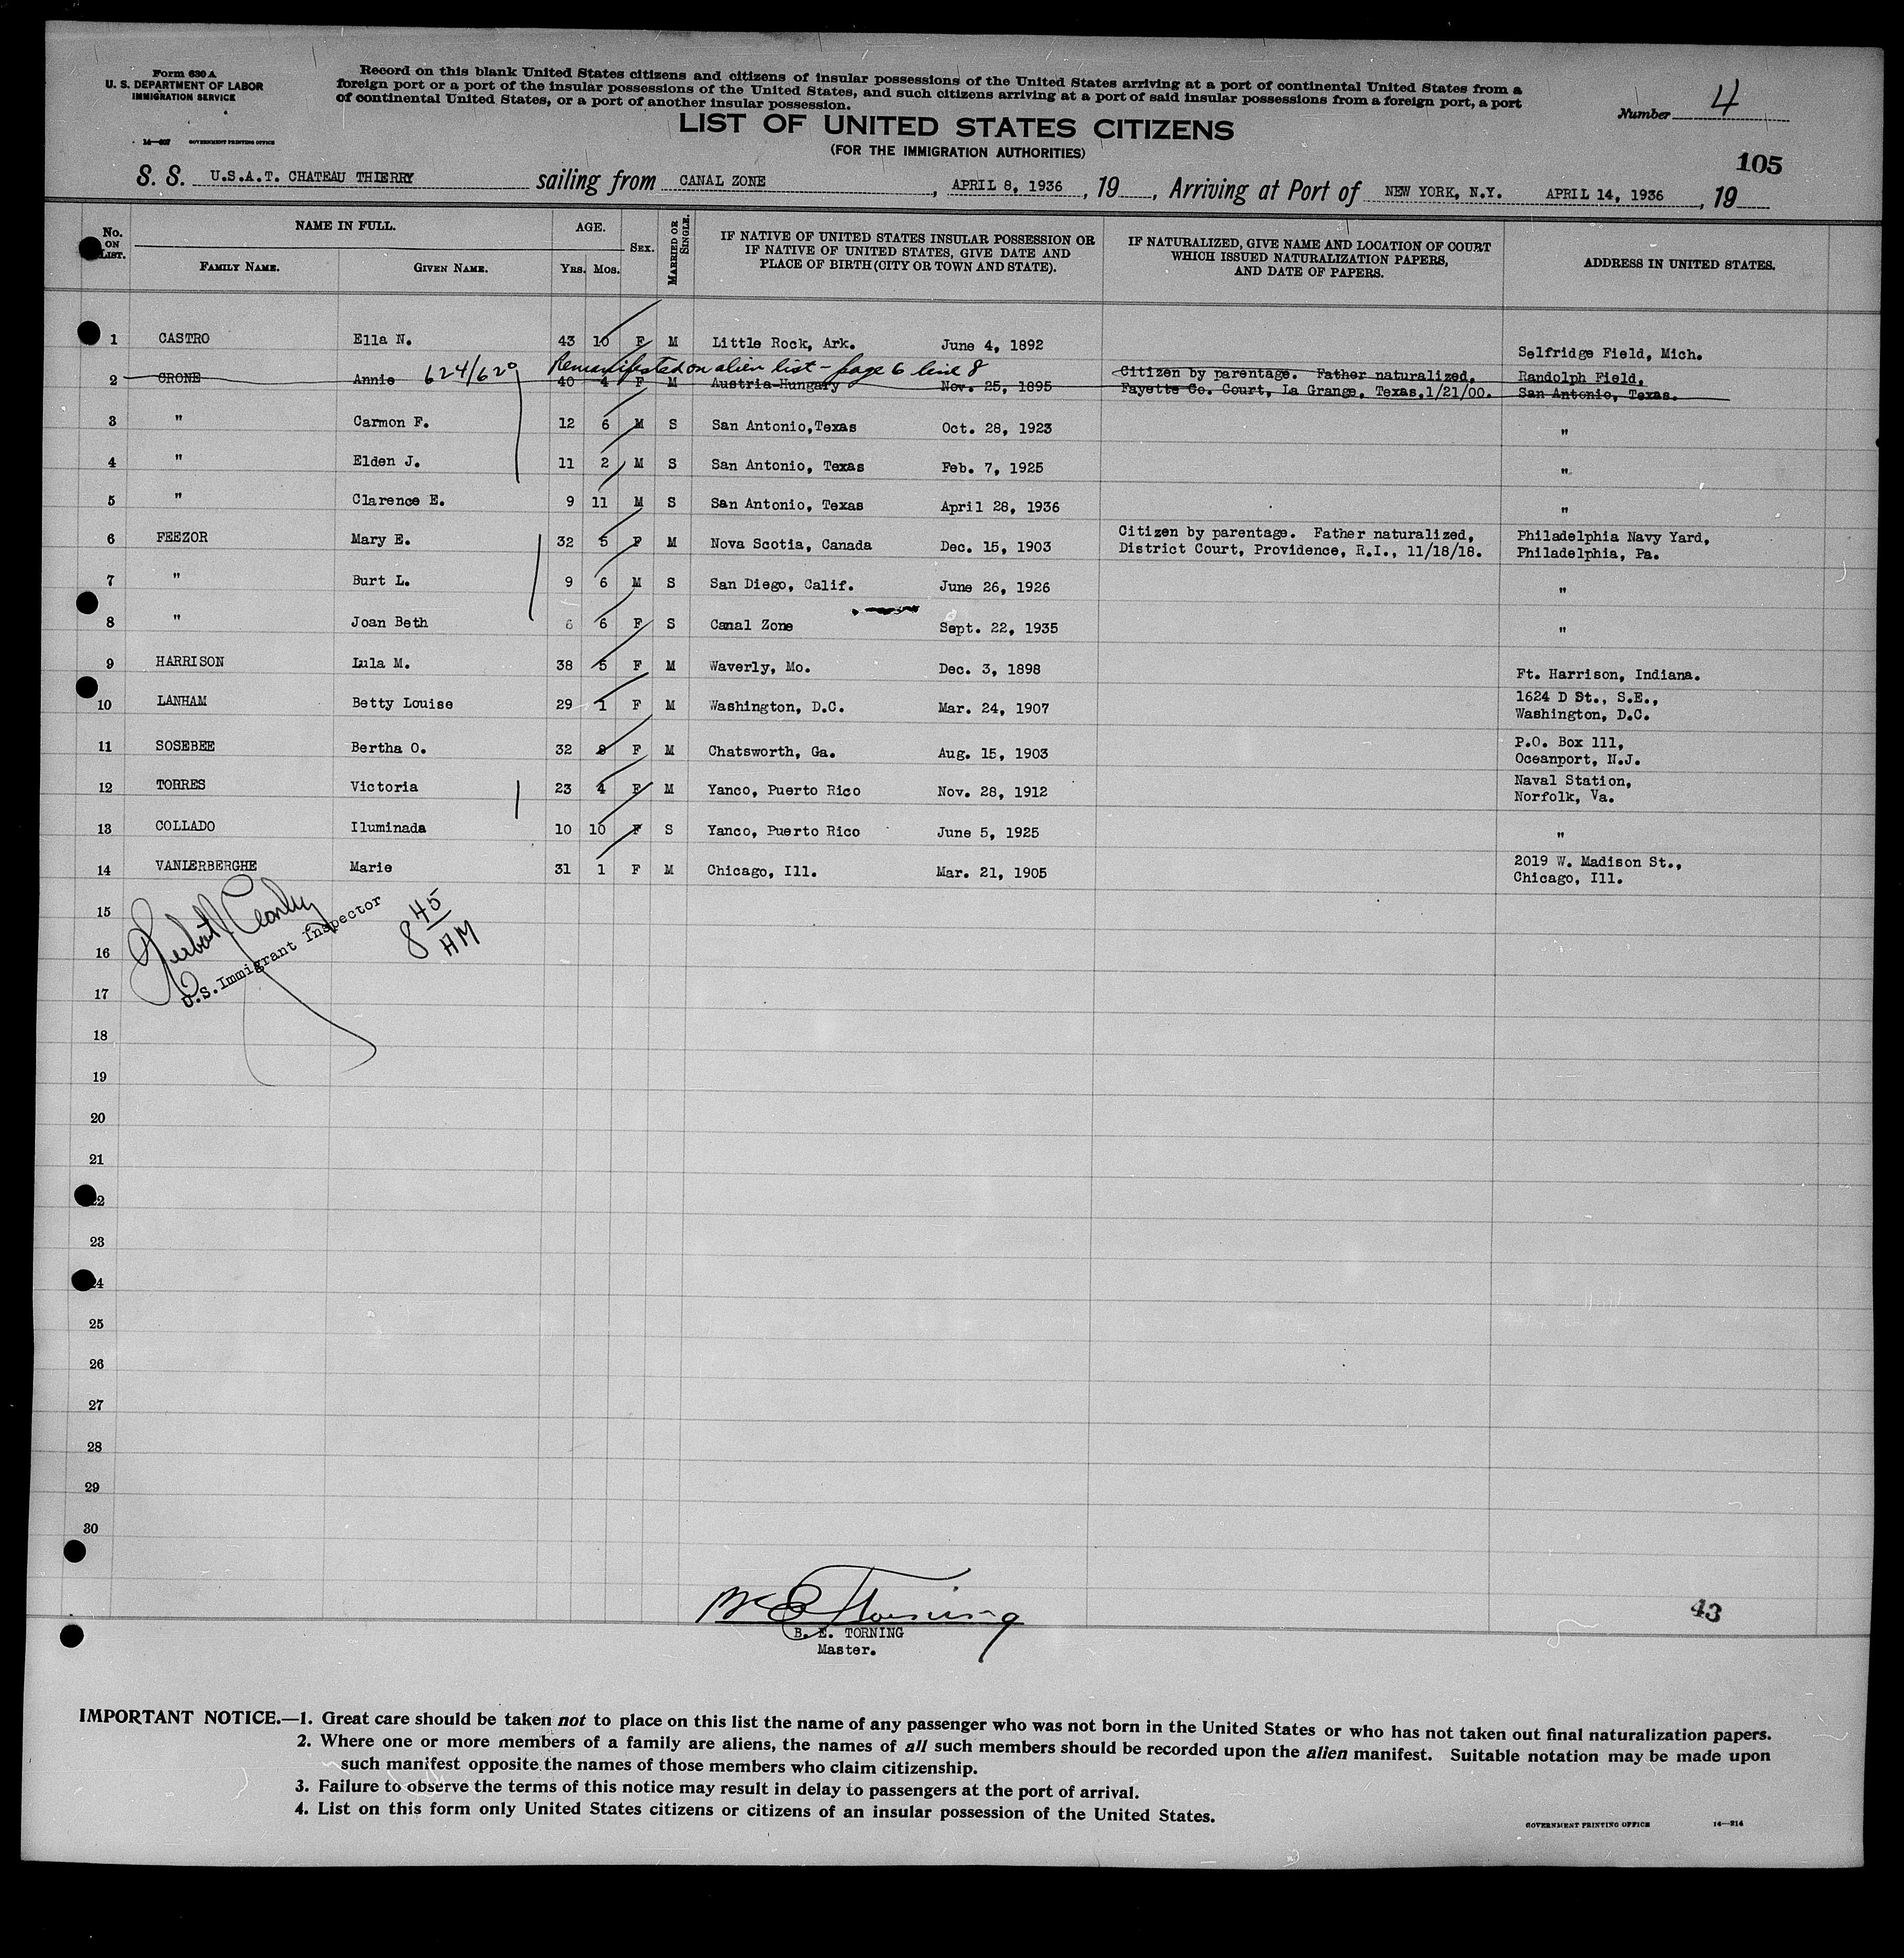 Form 630 A
U. S. DEPARTMENT OF LABOR
IMMIGRATION SERVICE
14—207 GOVERNMENT PRINTING OFFICE
Record on this blank United States citizens and citizens of insular possessions of the United States arriving at a port of continental United States from a
foreign port or a port of the insular possessions of the United States, and such citizens arriving at a port of said insular possessions from a foreign port, a port
of continental United States, or a port of another insular possession.
Number 4
LIST OF UNITED STATES CITIZENS
(FOR THE IMMIGRATION AUTHORITIES)
105
S. S. U.S.A.T. CHATEAU THIERRY sailing from CANAL ZONE, APRIL 8, 1936, 19__, Arriving at Port of NEW YORK, N.Y. APRIL 14, 1936, 19__
No. ON LIST. NAME IN FULL. AGE. SEX. MARRIED OR SINGLE. IF NATIVE OF UNITED STATES INSULAR POSSESSION OR IF NATIVE OF UNITED STATES, GIVE DATE AND PLACE OF BIRTH (CITY OR TOWN AND STATE). IF NATURALIZED, GIVE NAME AND LOCATION OF COURT WHICH ISSUED NATURALIZATION PAPERS, AND DATE OF PAPERS. ADDRESS IN UNITED STATES.
FAMILY NAME. GIVEN NAME. YRS. MOS.
1 CASTRO Ella N. 43 10 F M Little Rock, Ark. June 4, 1892 Selfridge Field, Mich.
624/620 Remanifested on alien list - page 6 line 8
2 CRONE Annie 40 4 F M Austria-Hungary Nov. 25, 1895 Citizen by parentage. Father naturalized, Randolph Field,
Fayette Co. Court, La Grange, Texas,1/21/00. San Antonio, Texas.
3 " Carmon F. 12 6 M S San Antonio,Texas Oct. 28, 1923 "
4 " Elden J. 11 2 M S San Antonio, Texas Feb. 7, 1925 "
5 " Clarence E. 9 11 M S San Antonio, Texas April 28, 1936 "
6 FEEZOR Mary E. 32 5 F M Nova Scotia, Canada Dec. 15, 1903 Citizen by parentage. Father naturalized, Philadelphia Navy Yard,
District Court, Providence, R.I., 11/18/18. Philadelphia, Pa.
7 " Burt L. 9 6 M S San Diego, Calif. June 26, 1926 "
8 " Joan Beth 6 6 F S Canal Zone Sept. 22, 1935 "
9 HARRISON Lula M. 38 5 F M Waverly, Mo. Dec. 3, 1898 Ft. Harrison, Indiana.
10 LANHAM Betty Louise 29 1 F M Washington, D.C. Mar. 24, 1907 1624 D St., S.E.,
Washington, D.C.
11 SOSEBEE Bertha O. 32 8 F M Chatsworth, Ga. Aug. 15, 1903 P.O. Box 111,
Oceanport, N.J.
12 TORRES Victoria 23 4 F M Yanco, Puerto Rico Nov. 28, 1912 Naval Station,
Norfolk, Va.
13 COLLADO Iluminada 10 10 F S Yanco, Puerto Rico June 5, 1925 "
14 VANLERBERGHE Marie 31 1 F M Chicago, Ill. Mar. 21, 1905 2019 W. Madison St.,
Chicago, Ill.
15
U.S. Immigrant Inspector
8 45 AM
16
17
18
19
20
21
22
23
24
25
26
27
28
29
30
B. E. Torning
B. E. TORNING
Master.
43
IMPORTANT NOTICE.—1. Great care should be taken not to place on this list the name of any passenger who was not born in the United States or who has not taken out final naturalization papers.
2. Where one or more members of a family are aliens, the names of all such members should be recorded upon the alien manifest. Suitable notation may be made upon
such manifest opposite the names of those members who claim citizenship.
3. Failure to observe the terms of this notice may result in delay to passengers at the port of arrival.
4. List on this form only United States citizens or citizens of an insular possession of the United States.
GOVERNMENT PRINTING OFFICE 14—214